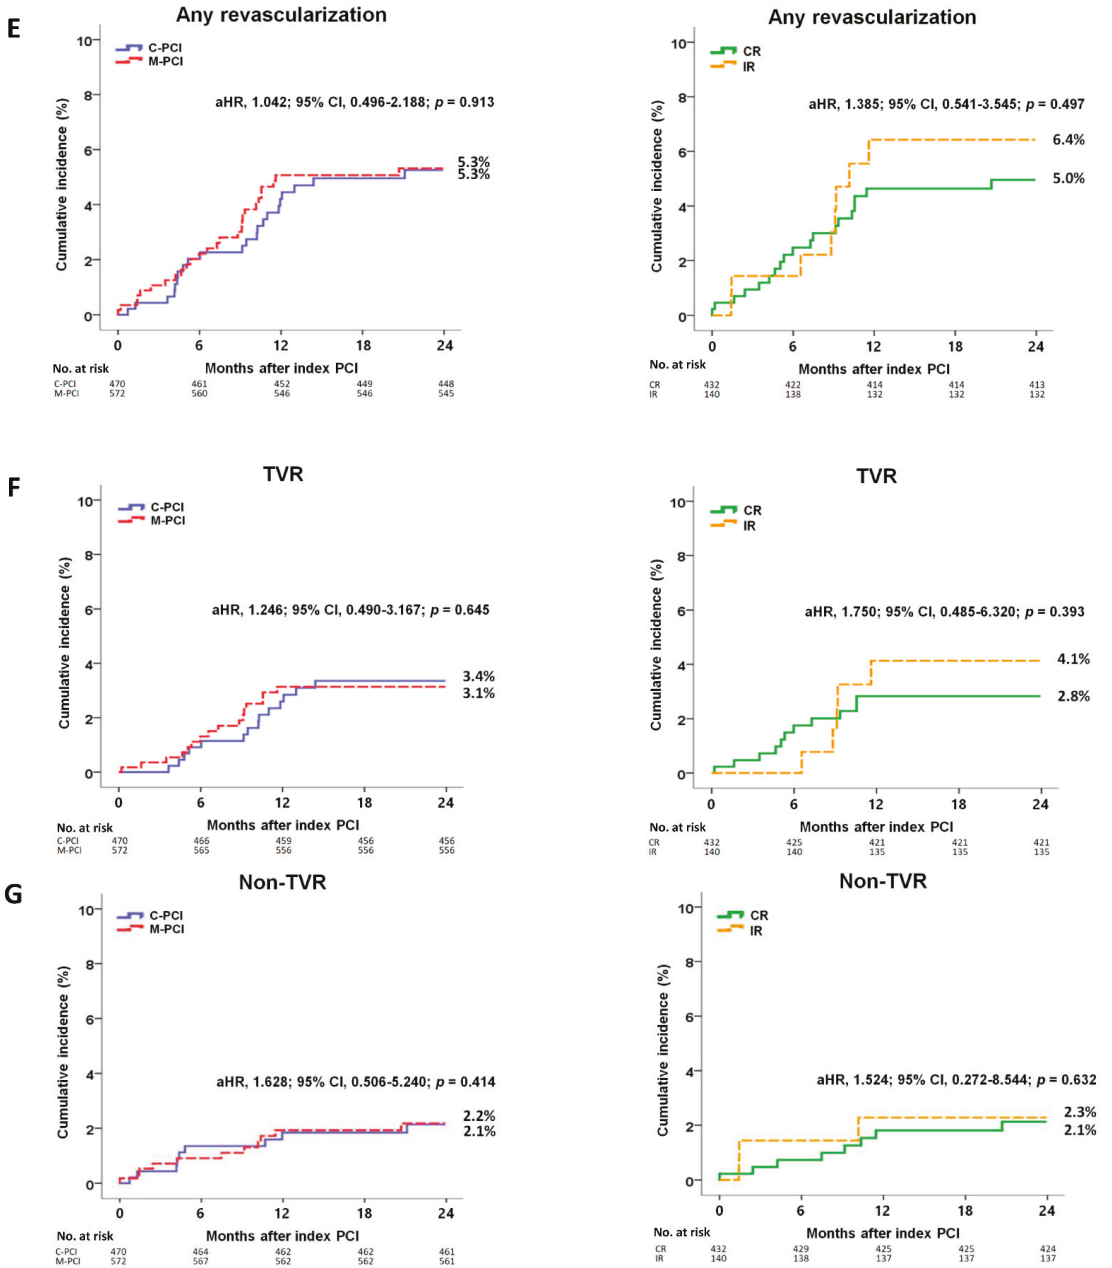 E
Any revascularization
10
8
6
4
2
0
Cumulative incidence (%)
C-PCI
M-PCI
aHR, 1.042; 95% CI, 0.496-2.188; p = 0.913
5.3%
5.3%
0 6 12 18 24
Months after index PCI
No. at risk
C-PCI 470 461 452 449 448
M-PCI 572 560 546 546 545
Any revascularization
10
8
6
4
2
0
Cumulative incidence (%)
CR
IR
aHR, 1.385; 95% CI, 0.541-3.545; p = 0.497
6.4%
5.0%
0 6 12 18 24
Months after index PCI
No. at risk
CR 432 422 414 414 413
IR 140 138 132 132 132
F
TVR
10
8
6
4
2
0
Cumulative incidence (%)
C-PCI
M-PCI
aHR, 1.246; 95% CI, 0.490-3.167; p = 0.645
3.4%
3.1%
0 6 12 18 24
Months after index PCI
No. at risk
C-PCI 470 466 459 456 456
M-PCI 572 565 556 556 556
TVR
10
8
6
4
2
0
Cumulative incidence (%)
CR
IR
aHR, 1.750; 95% CI, 0.485-6.320; p = 0.393
4.1%
2.8%
0 6 12 18 24
Months after index PCI
No. at risk
CR 432 425 421 421 421
IR 140 140 135 135 135
G
Non-TVR
10
8
6
4
2
0
Cumulative incidence (%)
C-PCI
M-PCI
aHR, 1.628; 95% CI, 0.506-5.240; p = 0.414
2.2%
2.1%
0 6 12 18 24
Months after index PCI
No. at risk
C-PCI 470 464 462 462 461
M-PCI 572 567 562 562 561
Non-TVR
10
8
6
4
2
0
Cumulative incidence (%)
CR
IR
aHR, 1.524; 95% CI, 0.272-8.544; p = 0.632
2.3%
2.1%
0 6 12 18 24
Months after index PCI
No. at risk
CR 432 429 425 425 424
IR 140 138 137 137 137